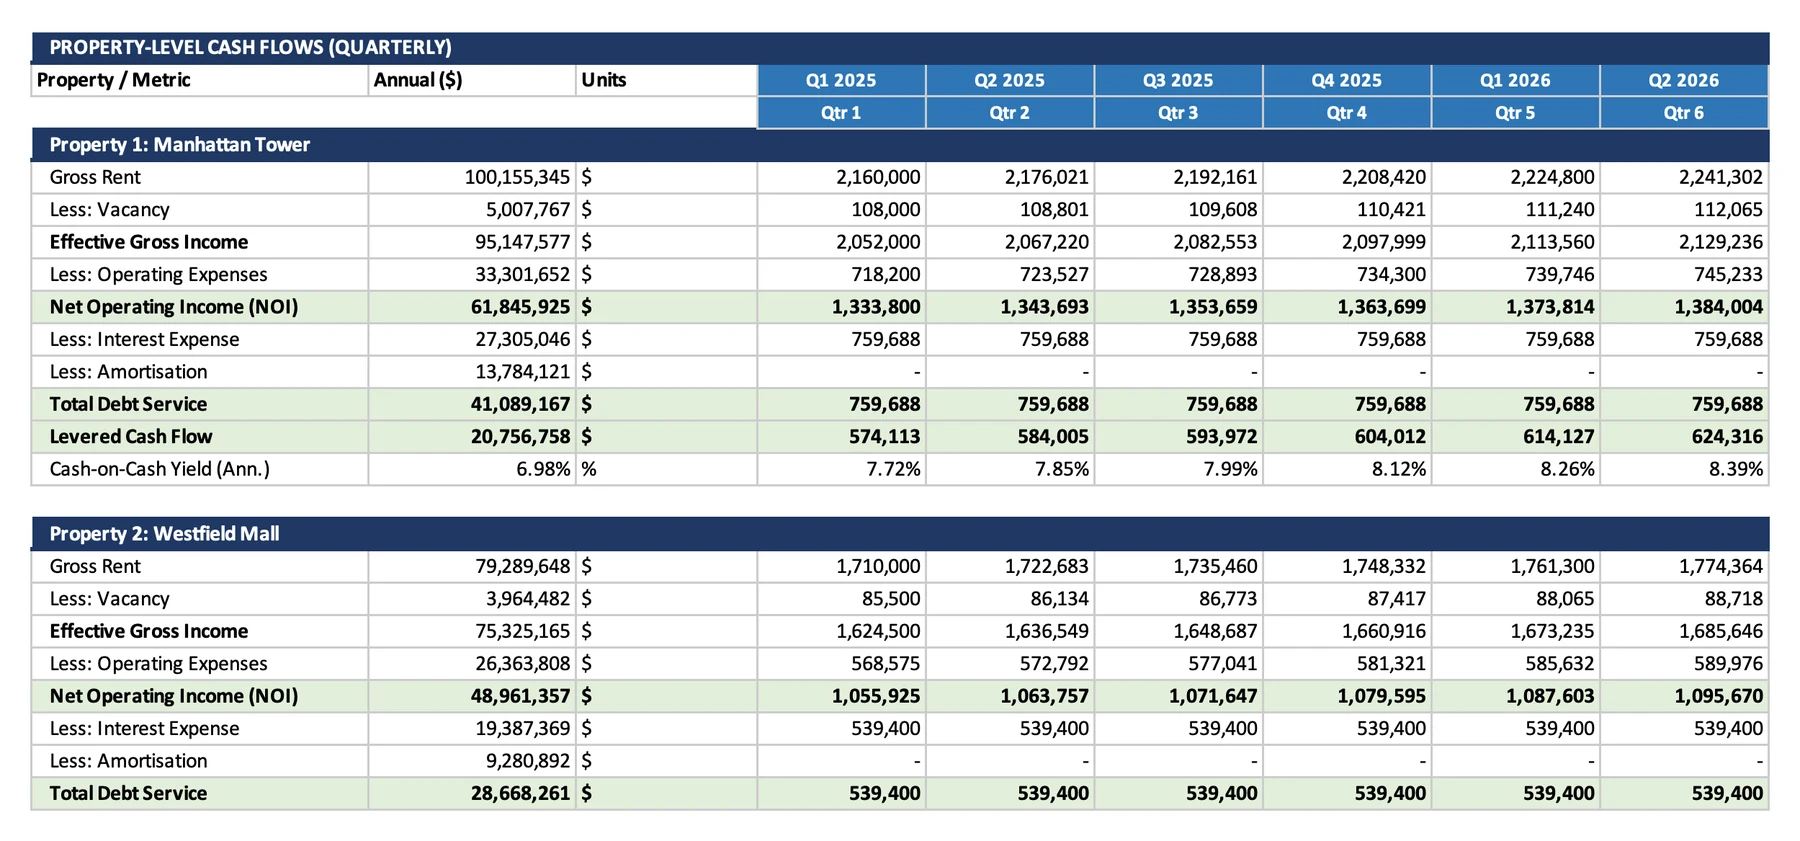 PROPERTY-LEVEL CASH FLOWS (QUARTERLY)
Property / Metric Annual ($) Units Q1 2025 Q2 2025 Q3 2025 Q4 2025 Q1 2026 Q2 2026
Qtr 1 Qtr 2 Qtr 3 Qtr 4 Qtr 5 Qtr 6
Property 1: Manhattan Tower
Gross Rent 100,155,345 $ 2,160,000 2,176,021 2,192,161 2,208,420 2,224,800 2,241,302
Less: Vacancy 5,007,767 $ 108,000 108,801 109,608 110,421 111,240 112,065
Effective Gross Income 95,147,577 $ 2,052,000 2,067,220 2,082,553 2,097,999 2,113,560 2,129,236
Less: Operating Expenses 33,301,652 $ 718,200 723,527 728,893 734,300 739,746 745,233
Net Operating Income (NOI) 61,845,925 $ 1,333,800 1,343,693 1,353,659 1,363,699 1,373,814 1,384,004
Less: Interest Expense 27,305,046 $ 759,688 759,688 759,688 759,688 759,688 759,688
Less: Amortisation 13,784,121 $ - - - - - -
Total Debt Service 41,089,167 $ 759,688 759,688 759,688 759,688 759,688 759,688
Levered Cash Flow 20,756,758 $ 574,113 584,005 593,972 604,012 614,127 624,316
Cash-on-Cash Yield (Ann.) 6.98% % 7.72% 7.85% 7.99% 8.12% 8.26% 8.39%
Property 2: Westfield Mall
Gross Rent 79,289,648 $ 1,710,000 1,722,683 1,735,460 1,748,332 1,761,300 1,774,364
Less: Vacancy 3,964,482 $ 85,500 86,134 86,773 87,417 88,065 88,718
Effective Gross Income 75,325,165 $ 1,624,500 1,636,549 1,648,687 1,660,916 1,673,235 1,685,646
Less: Operating Expenses 26,363,808 $ 568,575 572,792 577,041 581,321 585,632 589,976
Net Operating Income (NOI) 48,961,357 $ 1,055,925 1,063,757 1,071,647 1,079,595 1,087,603 1,095,670
Less: Interest Expense 19,387,369 $ 539,400 539,400 539,400 539,400 539,400 539,400
Less: Amortisation 9,280,892 $ - - - - - -
Total Debt Service 28,668,261 $ 539,400 539,400 539,400 539,400 539,400 539,400